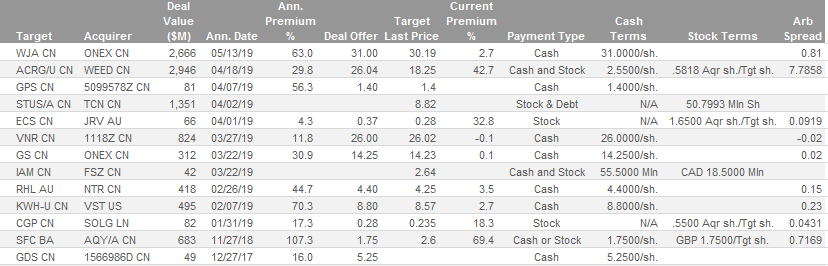 Deal Ann. Current
Value Premium Target Premium Cash Arb
Target Acquirer ($M) Ann. Date % Deal Offer Last Price % Payment Type Terms Stock Terms Spread
WJA CN ONEX CN 2,666 05/13/19 63.0 31.00 30.19 2.7 Cash 31.0000/sh. 0.81
ACRG/U CN WEED CN 2,946 04/18/19 29.8 26.04 18.25 42.7 Cash and Stock 2.5500/sh. .5818 Aqr sh./Tgt sh. 7.7858
GPS CN 5099578Z CN 81 04/07/19 56.3 1.40 1.4 Cash 1.4000/sh.
STUS/A CN TCN CN 1,351 04/02/19 8.82 Stock & Debt N/A 50.7993 Mln Sh
ECS CN JRV AU 66 04/01/19 4.3 0.37 0.28 32.8 Stock N/A 1.6500 Aqr sh./Tgt sh. 0.0919
VNR CN 1118Z CN 824 03/27/19 11.8 26.00 26.02 -0.1 Cash 26.0000/sh. -0.02
GS CN ONEX CN 312 03/22/19 30.9 14.25 14.23 0.1 Cash 14.2500/sh. 0.02
IAM CN FSZ CN 42 03/22/19 2.64 Cash and Stock 55.5000 Mln CAD 18.5000 Mln
RHL AU NTR CN 418 02/26/19 44.7 4.40 4.25 3.5 Cash 4.4000/sh. 0.15
KWH-U CN VST US 495 02/07/19 70.3 8.80 8.57 2.7 Cash 8.8000/sh. 0.23
CGP CN SOLG LN 82 01/31/19 17.3 0.28 0.235 18.3 Stock N/A .5500 Aqr sh./Tgt sh. 0.0431
SFC BA AQY/A CN 683 11/27/18 107.3 1.75 2.6 69.4 Cash or Stock 1.7500/sh. GBP 1.7500/Tgt sh. 0.7169
GDS CN 1566986D CN 49 12/27/17 16.0 5.25 Cash 5.2500/sh.